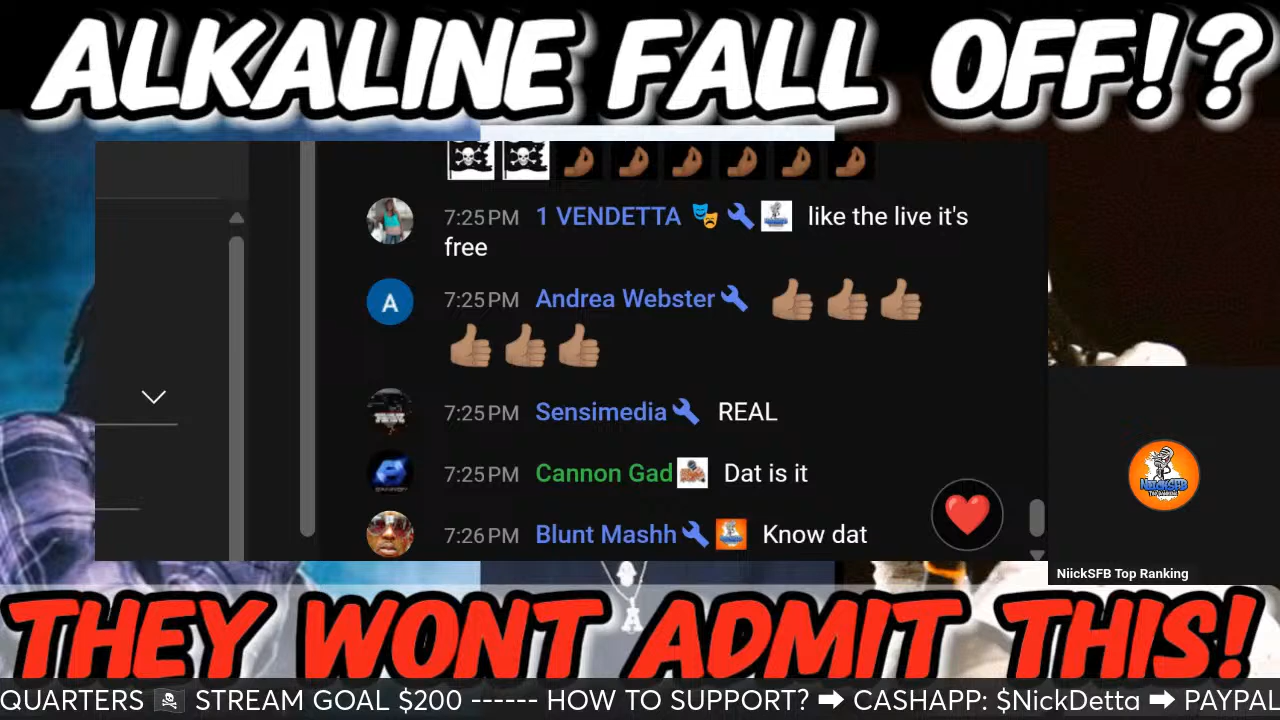 ALKALINE FALL OFF!?
7:25 PM 1 VENDETTA like the live it's
free
7:25 PM Andrea Webster
A
7:25 PM Sensimedia REAL
7:25 PM Cannon Gad Dat is it
7:26 PM Blunt Mashh Know dat
NiickSFB
NiickSFB Top Ranking
THEY WONT ADMIT THIS!
QUARTERS ☠ STREAM GOAL $200 ------ HOW TO SUPPORT? ➡ CASHAPP: $NickDetta ➡ PAYPAL